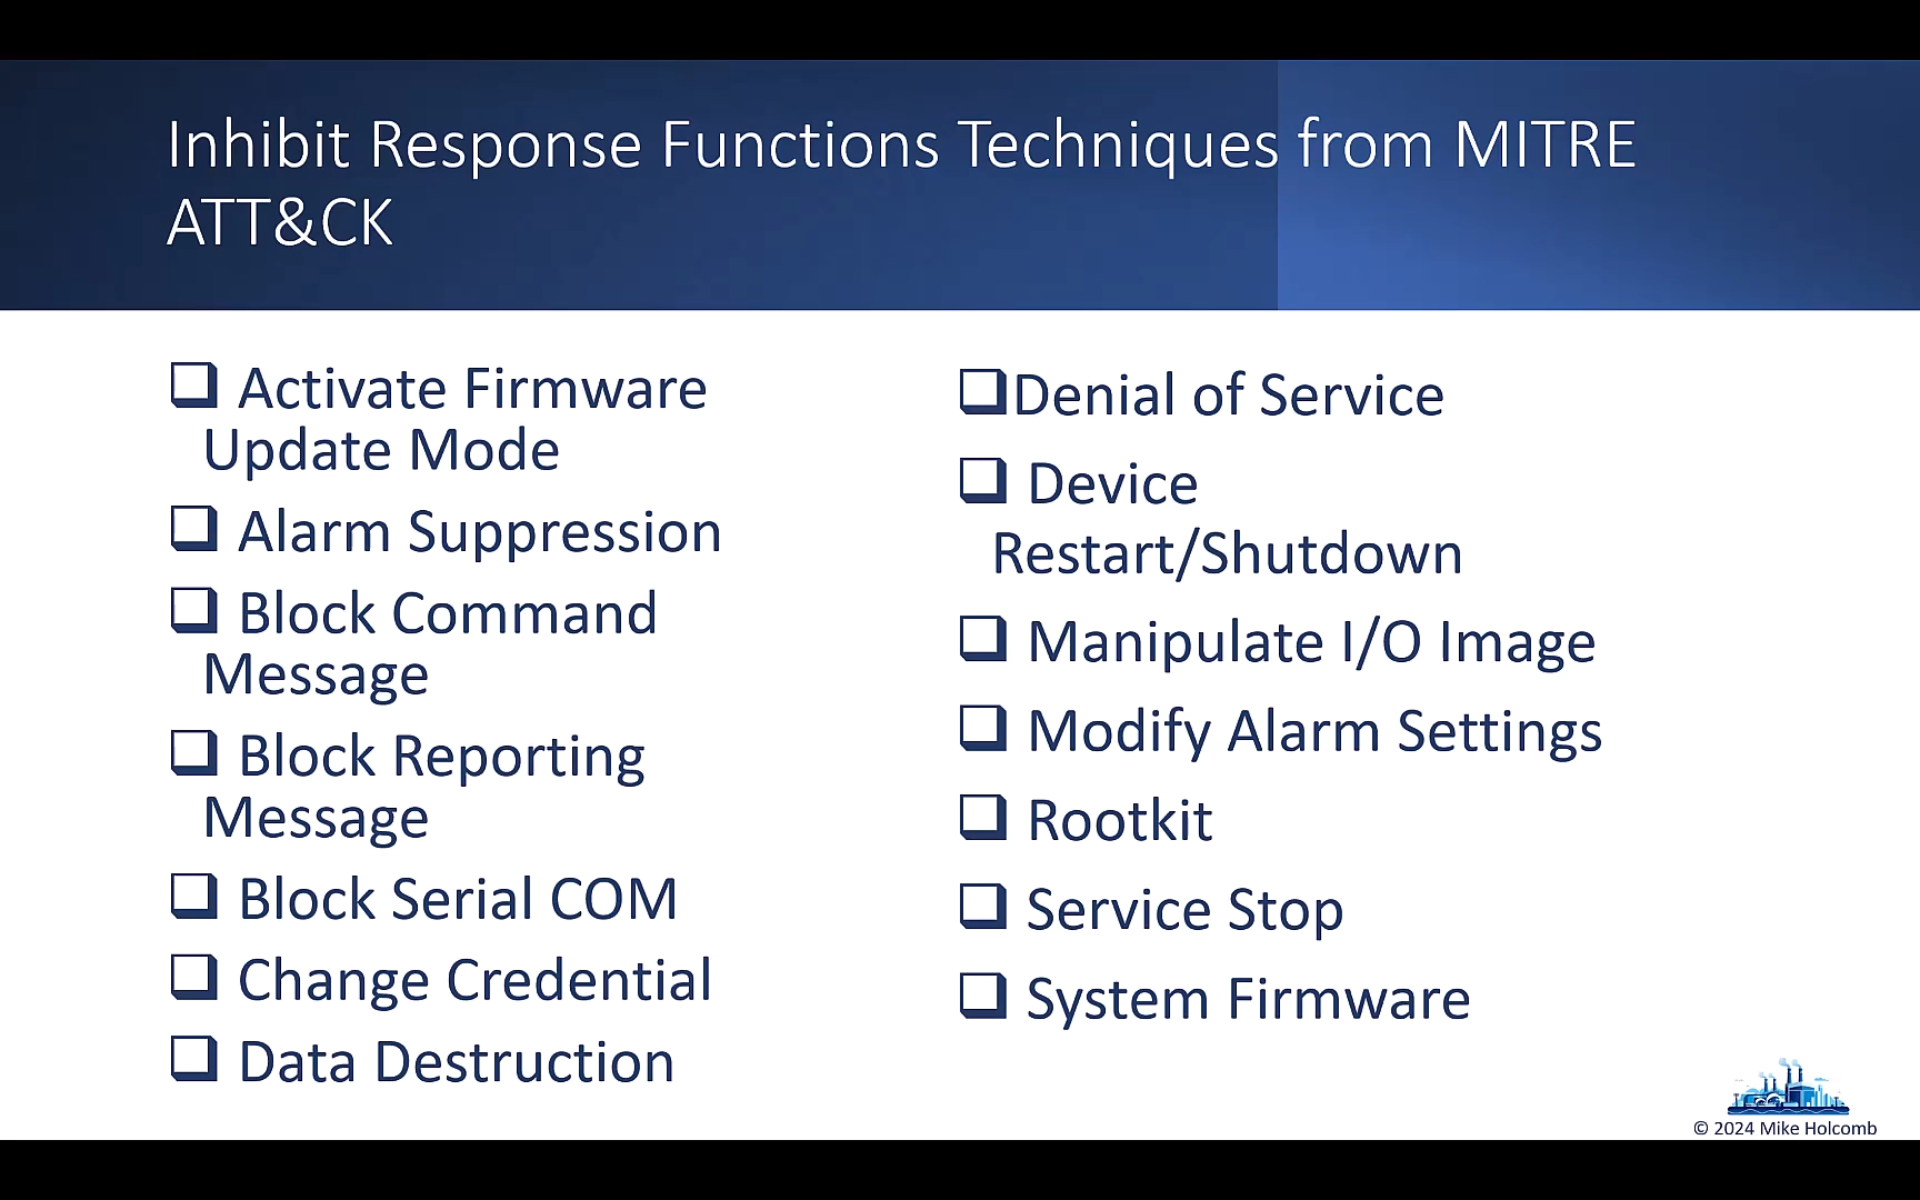 Inhibit Response Functions Techniques from MITRE
ATT&CK
Activate Firmware
Update Mode
Alarm Suppression
Block Command
Message
Block Reporting
Message
Block Serial COM
Change Credential
Data Destruction
Denial of Service
Device
Restart/Shutdown
Manipulate I/O Image
Modify Alarm Settings
Rootkit
Service Stop
System Firmware
© 2024 Mike Holcomb